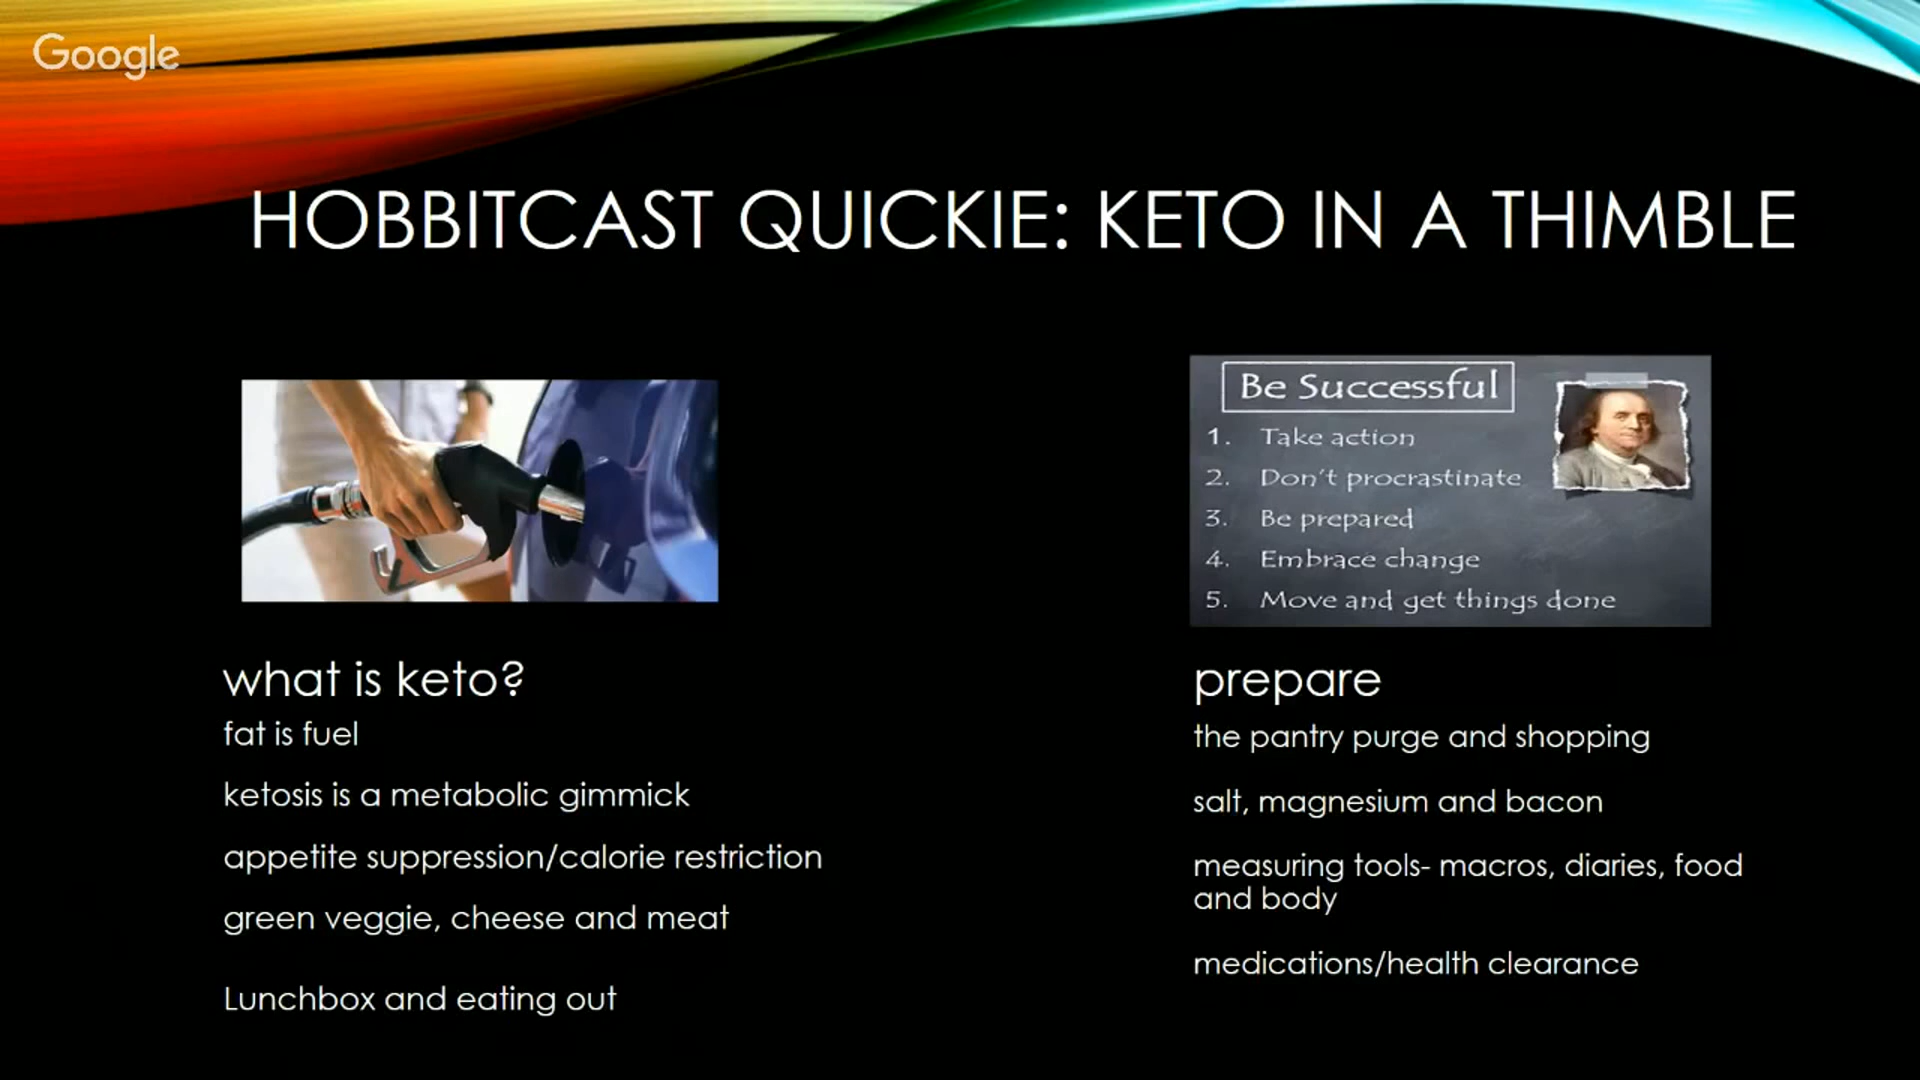 Google
HOBBITCAST QUICKIE: KETO IN A THIMBLE
what is keto?
fat is fuel
ketosis is a metabolic gimmick
appetite suppression/calorie restriction
green veggie, cheese and meat
Lunchbox and eating out
Be Successful
1. Take action
2. Don't procrastinate
3. Be prepared
4. Embrace change
5. Move and get things done
prepare
the pantry purge and shopping
salt, magnesium and bacon
measuring tools- macros, diaries, food
and body
medications/health clearance